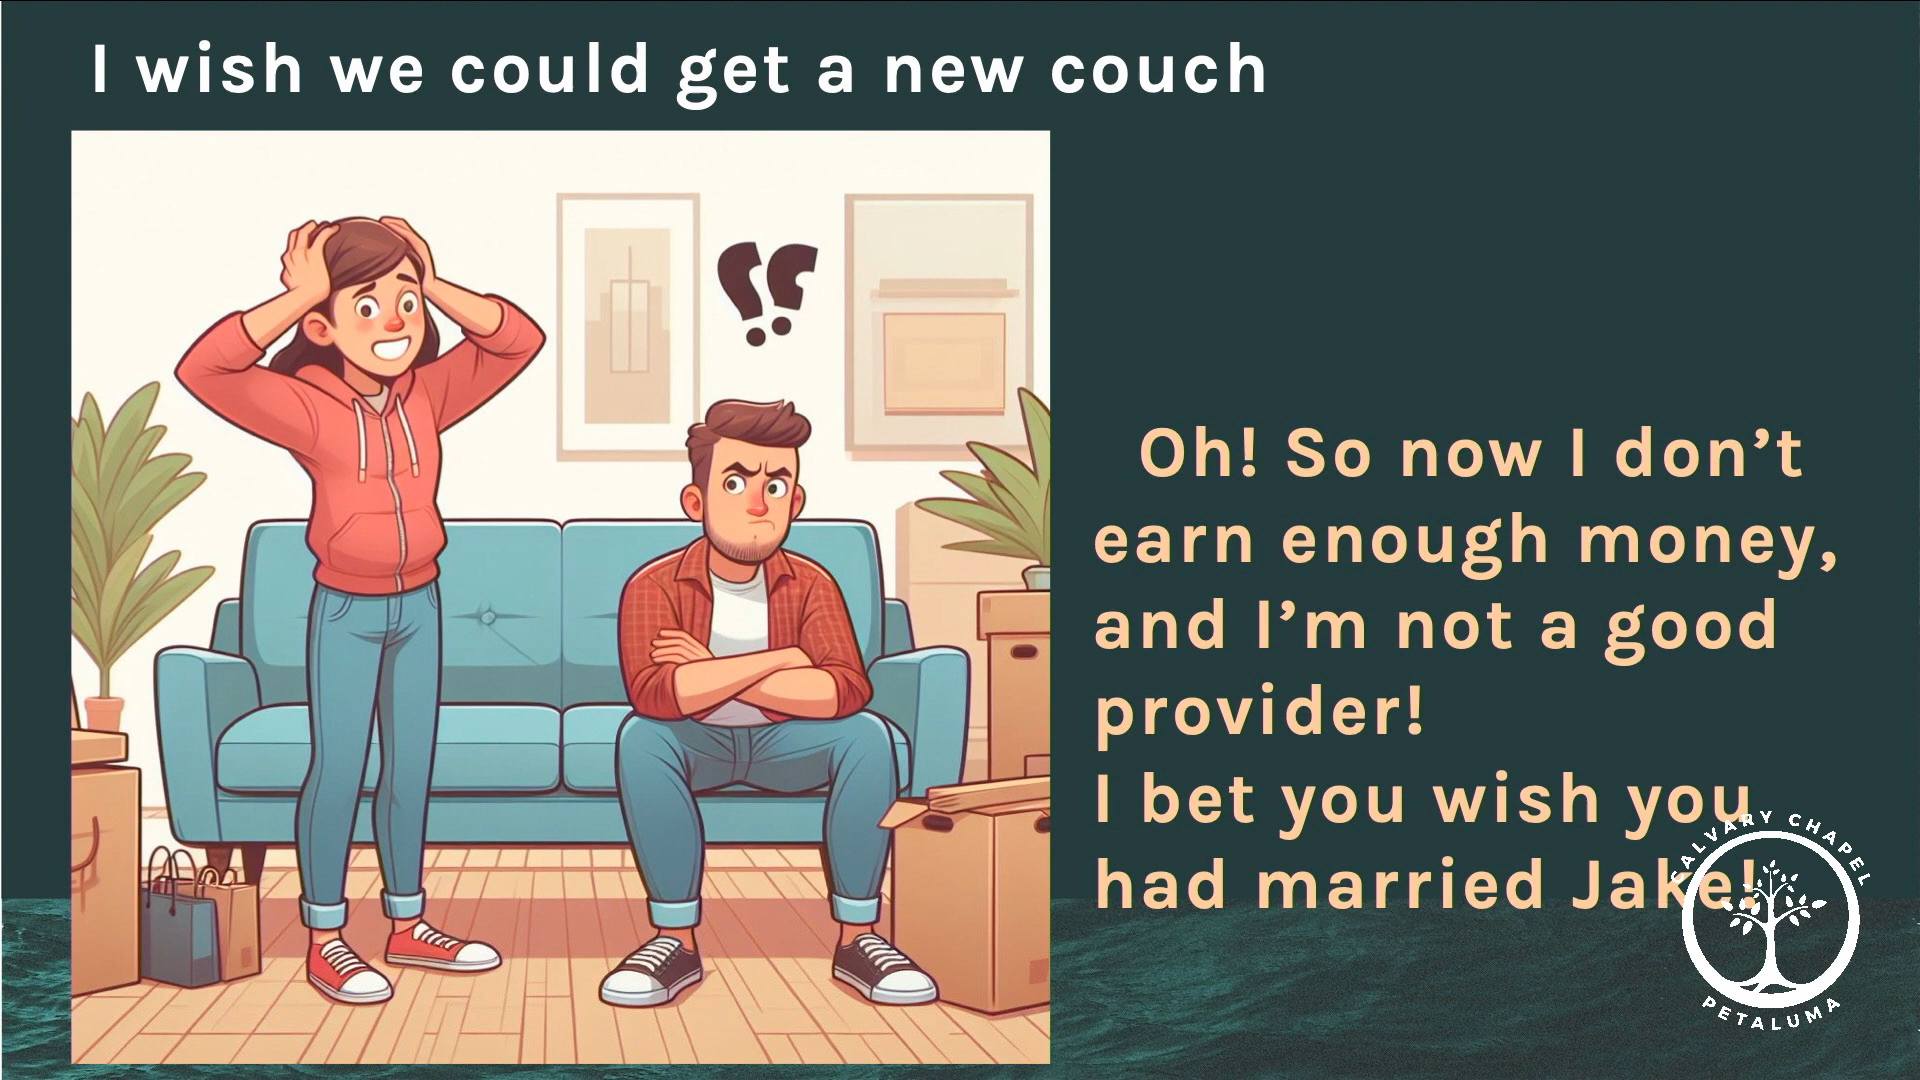 I wish we could get a new couch
Oh! So now I don’t
earn enough money,
and I’m not a good
provider!
I bet you wish you
had married Jake!
CALVARY CHAPEL
PETALUMA